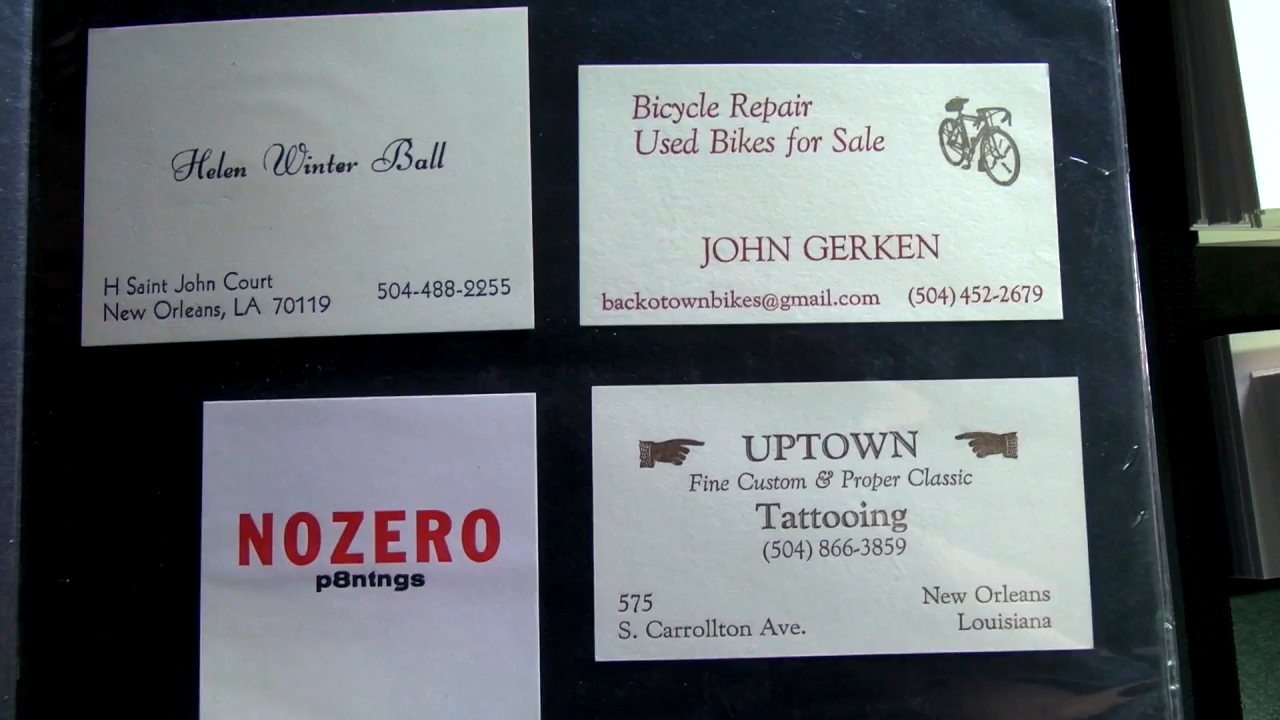 Helen Winter Ball
H Saint John Court
New Orleans, LA 70119
504-488-2255
Bicycle Repair
Used Bikes for Sale
JOHN GERKEN
backotownbikes@gmail.com
(504) 452-2679
NOZERO
p8ntngs
UPTOWN
Fine Custom & Proper Classic
Tattooing
(504) 866-3859
575
S. Carrollton Ave.
New Orleans
Louisiana